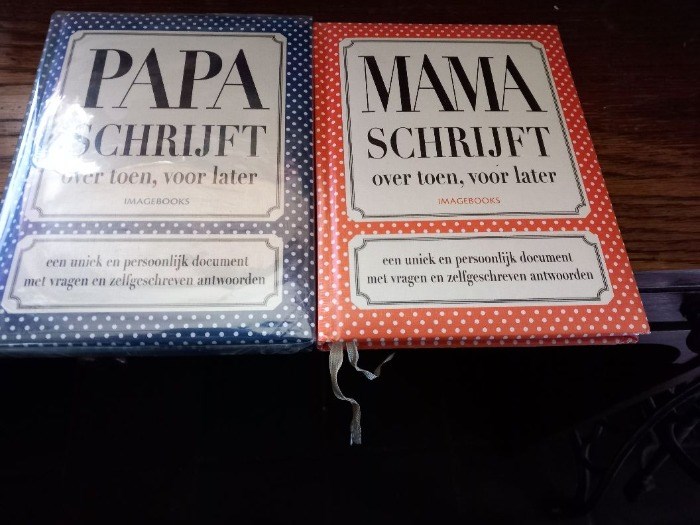 PAPA
SCHRIJFT
over toen, voor later
IMAGEBOOKS
een uniek en persoonlijk document
met vragen en zelfgeschreven antwoorden
MAMA
SCHRIJFT
over toen, voor later
IMAGEBOOKS
een uniek en persoonlijk document
met vragen en zelfgeschreven antwoorden